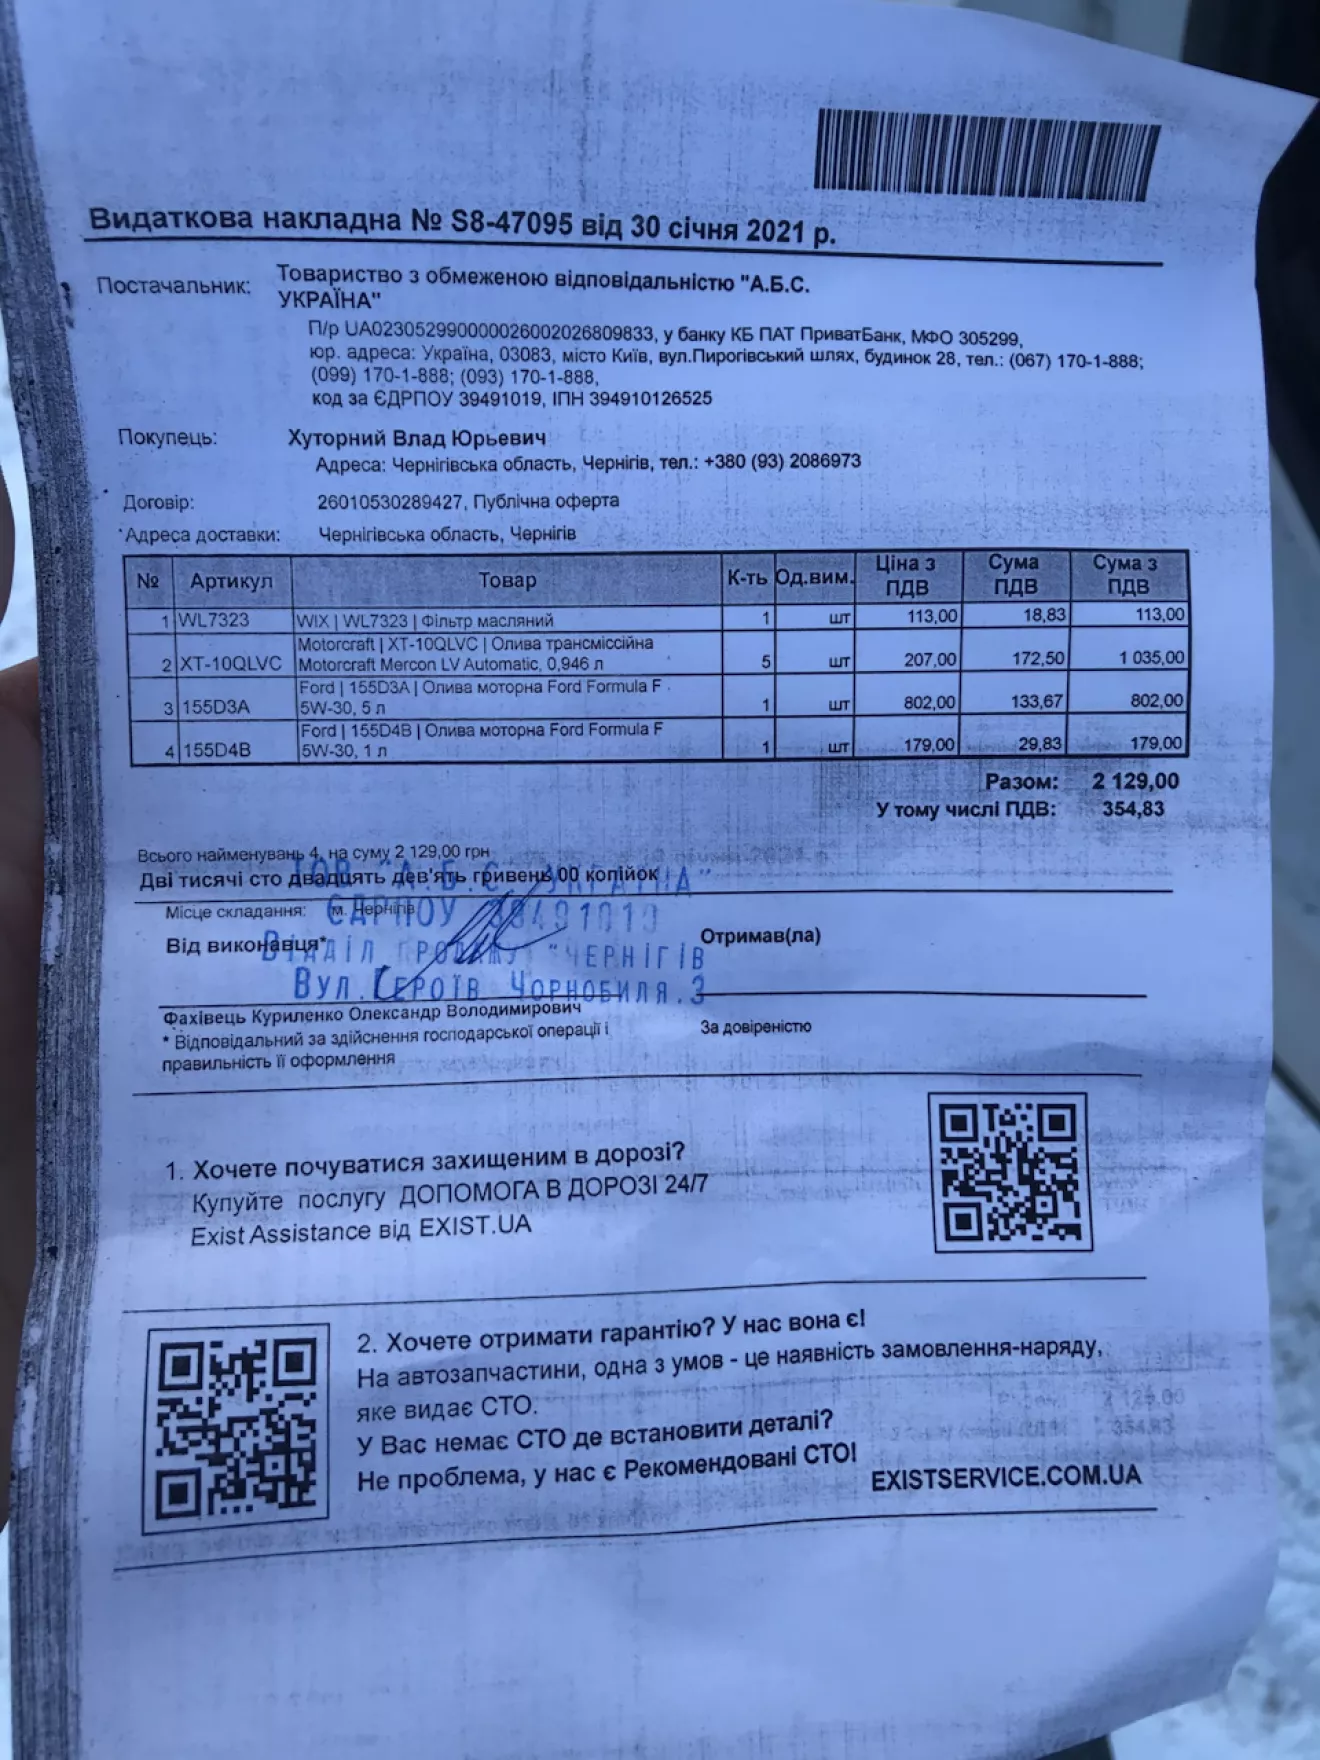 Видаткова накладна № S8-47095 від 30 січня 2021 р.
Постачальник: Товариство з обмеженою відповідальністю "А.Б.С.
УКРАЇНА"
П/р UA023052990000026002026809833, у банку КБ ПАТ ПриватБанк, МФО 305299,
юр. адреса: Україна, 03083, місто Київ, вул.Пирогівський шлях, будинок 28, тел.: (067) 170-1-888;
(099) 170-1-888; (093) 170-1-888,
код за ЄДРПОУ 39491019, ІПН 394910126525
Покупець: Хуторний Влад Юрьевич
Адреса: Чернігівська область, Чернігів, тел.: +380 (93) 2086973
Договір: 26010530289427, Публічна оферта
Адреса доставки: Чернігівська область, Чернігів
№ Артикул Товар К-ть Од.вим. Ціна з ПДВ Сума ПДВ Сума з ПДВ
1 WL7323 WIX | WL7323 | Фільтр масляний 1 шт 113,00 18,83 113,00
2 XT-10QLVC Motorcraft | XT-10QLVC | Олива трансміссійна
Motorcraft Mercon LV Automatic, 0,946 л 5 шт 207,00 172,50 1 035,00
3 155D3A Ford | 155D3A | Олива моторна Ford Formula F
5W-30, 5 л 1 шт 802,00 133,67 802,00
4 155D4B Ford | 155D4B | Олива моторна Ford Formula F
5W-30, 1 л 1 шт 179,00 29,83 179,00
Разом: 2 129,00
У тому числі ПДВ: 354,83
Всього найменувань 4, на суму 2 129,00 грн
Дві тисячі сто двадцять дев'ять гривень 00 копійок
ТОВ "А.Б.С. УКРАЇНА"
Місце складання: м. Чернігів
ЄДРПОУ 39491019
Від виконавця* Отримав(ла)
Відділ продажу "Чернігів
Вул.Героїв Чорнобиля.3
Фахівець Куриленко Олександр Володимирович
* Відповідальний за здійснення господарської операції і За довіреністю
правильність її оформлення
1. Хочете почуватися захищеним в дорозі?
Купуйте послугу ДОПОМОГА В ДОРОЗІ 24/7
Exist Assistance від EXIST.UA
2. Хочете отримати гарантію? У нас вона є!
На автозапчастини, одна з умов - це наявність замовлення-наряду,
яке видає СТО.
У Вас немає СТО де встановити деталі?
Не проблема, у нас є Рекомендовані СТО!
EXISTSERVICE.COM.UA
2 129,00
354,83